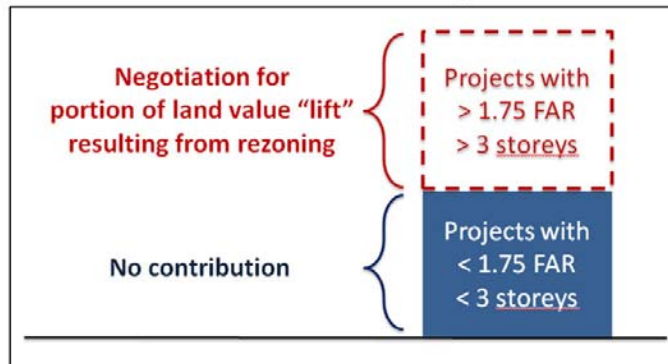 Negotiation for
portion of land value “lift”
resulting from rezoning
Projects with
> 1.75 FAR
> 3 storeys
No contribution
Projects with
< 1.75 FAR
< 3 storeys